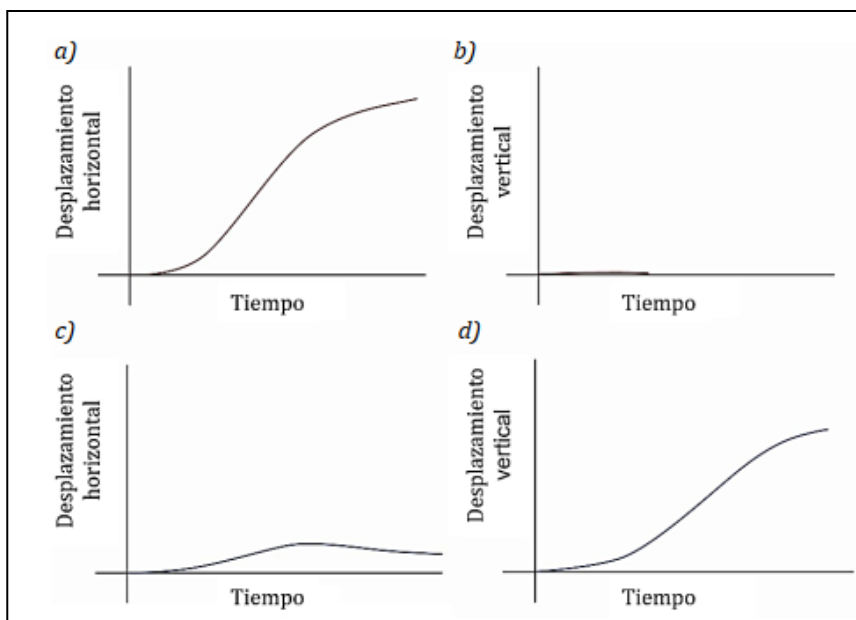 a)
Desplazamiento
horizontal
Tiempo
b)
Desplazamiento
vertical
Tiempo
c)
Desplazamiento
horizontal
Tiempo
d)
Desplazamiento
vertical
Tiempo